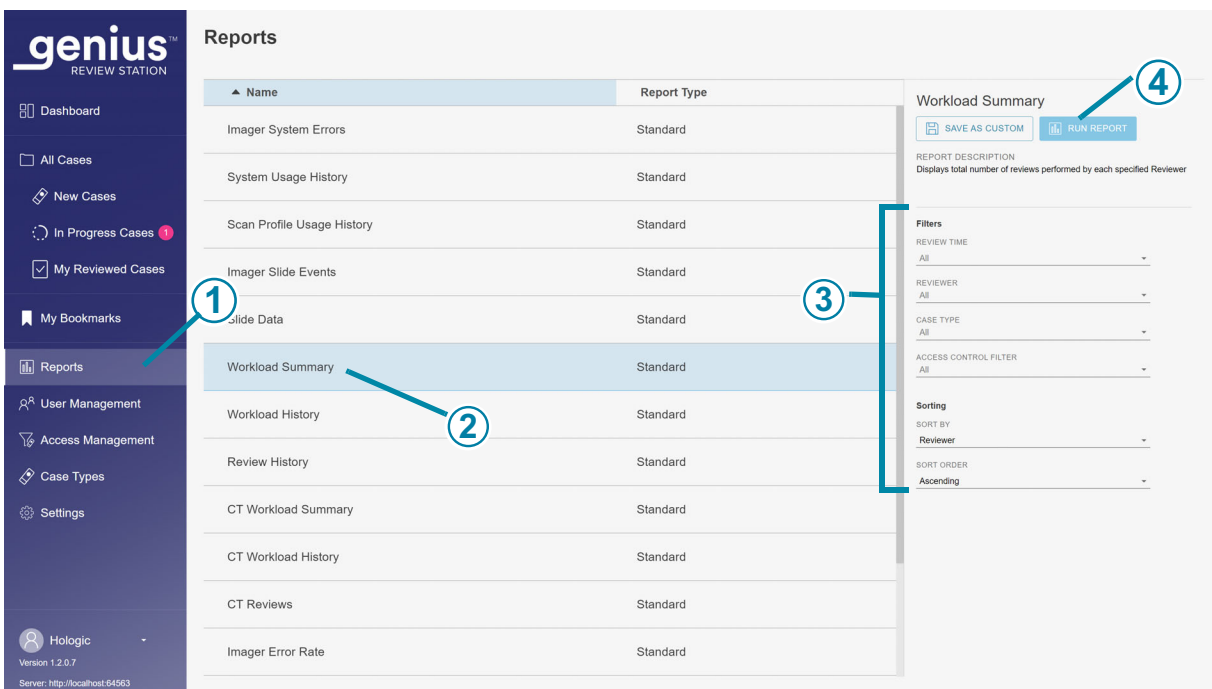 genius™
REVIEW STATION
Dashboard
All Cases
New Cases
In Progress Cases 1
My Reviewed Cases
My Bookmarks
Reports
User Management
Access Management
Case Types
Settings
Hologic
Version 1.2.0.7
Server: http://localhost:64563
Reports
Name Report Type
Imager System Errors Standard
System Usage History Standard
Scan Profile Usage History Standard
Imager Slide Events Standard
Slide Data Standard
Workload Summary Standard
Workload History Standard
Review History Standard
CT Workload Summary Standard
CT Workload History Standard
CT Reviews Standard
Imager Error Rate Standard
Workload Summary
SAVE AS CUSTOM RUN REPORT
REPORT DESCRIPTION
Displays total number of reviews performed by each specified Reviewer
Filters
REVIEW TIME
All
REVIEWER
All
CASE TYPE
All
ACCESS CONTROL FILTER
All
Sorting
SORT BY
Reviewer
SORT ORDER
Ascending
1
2
3
4